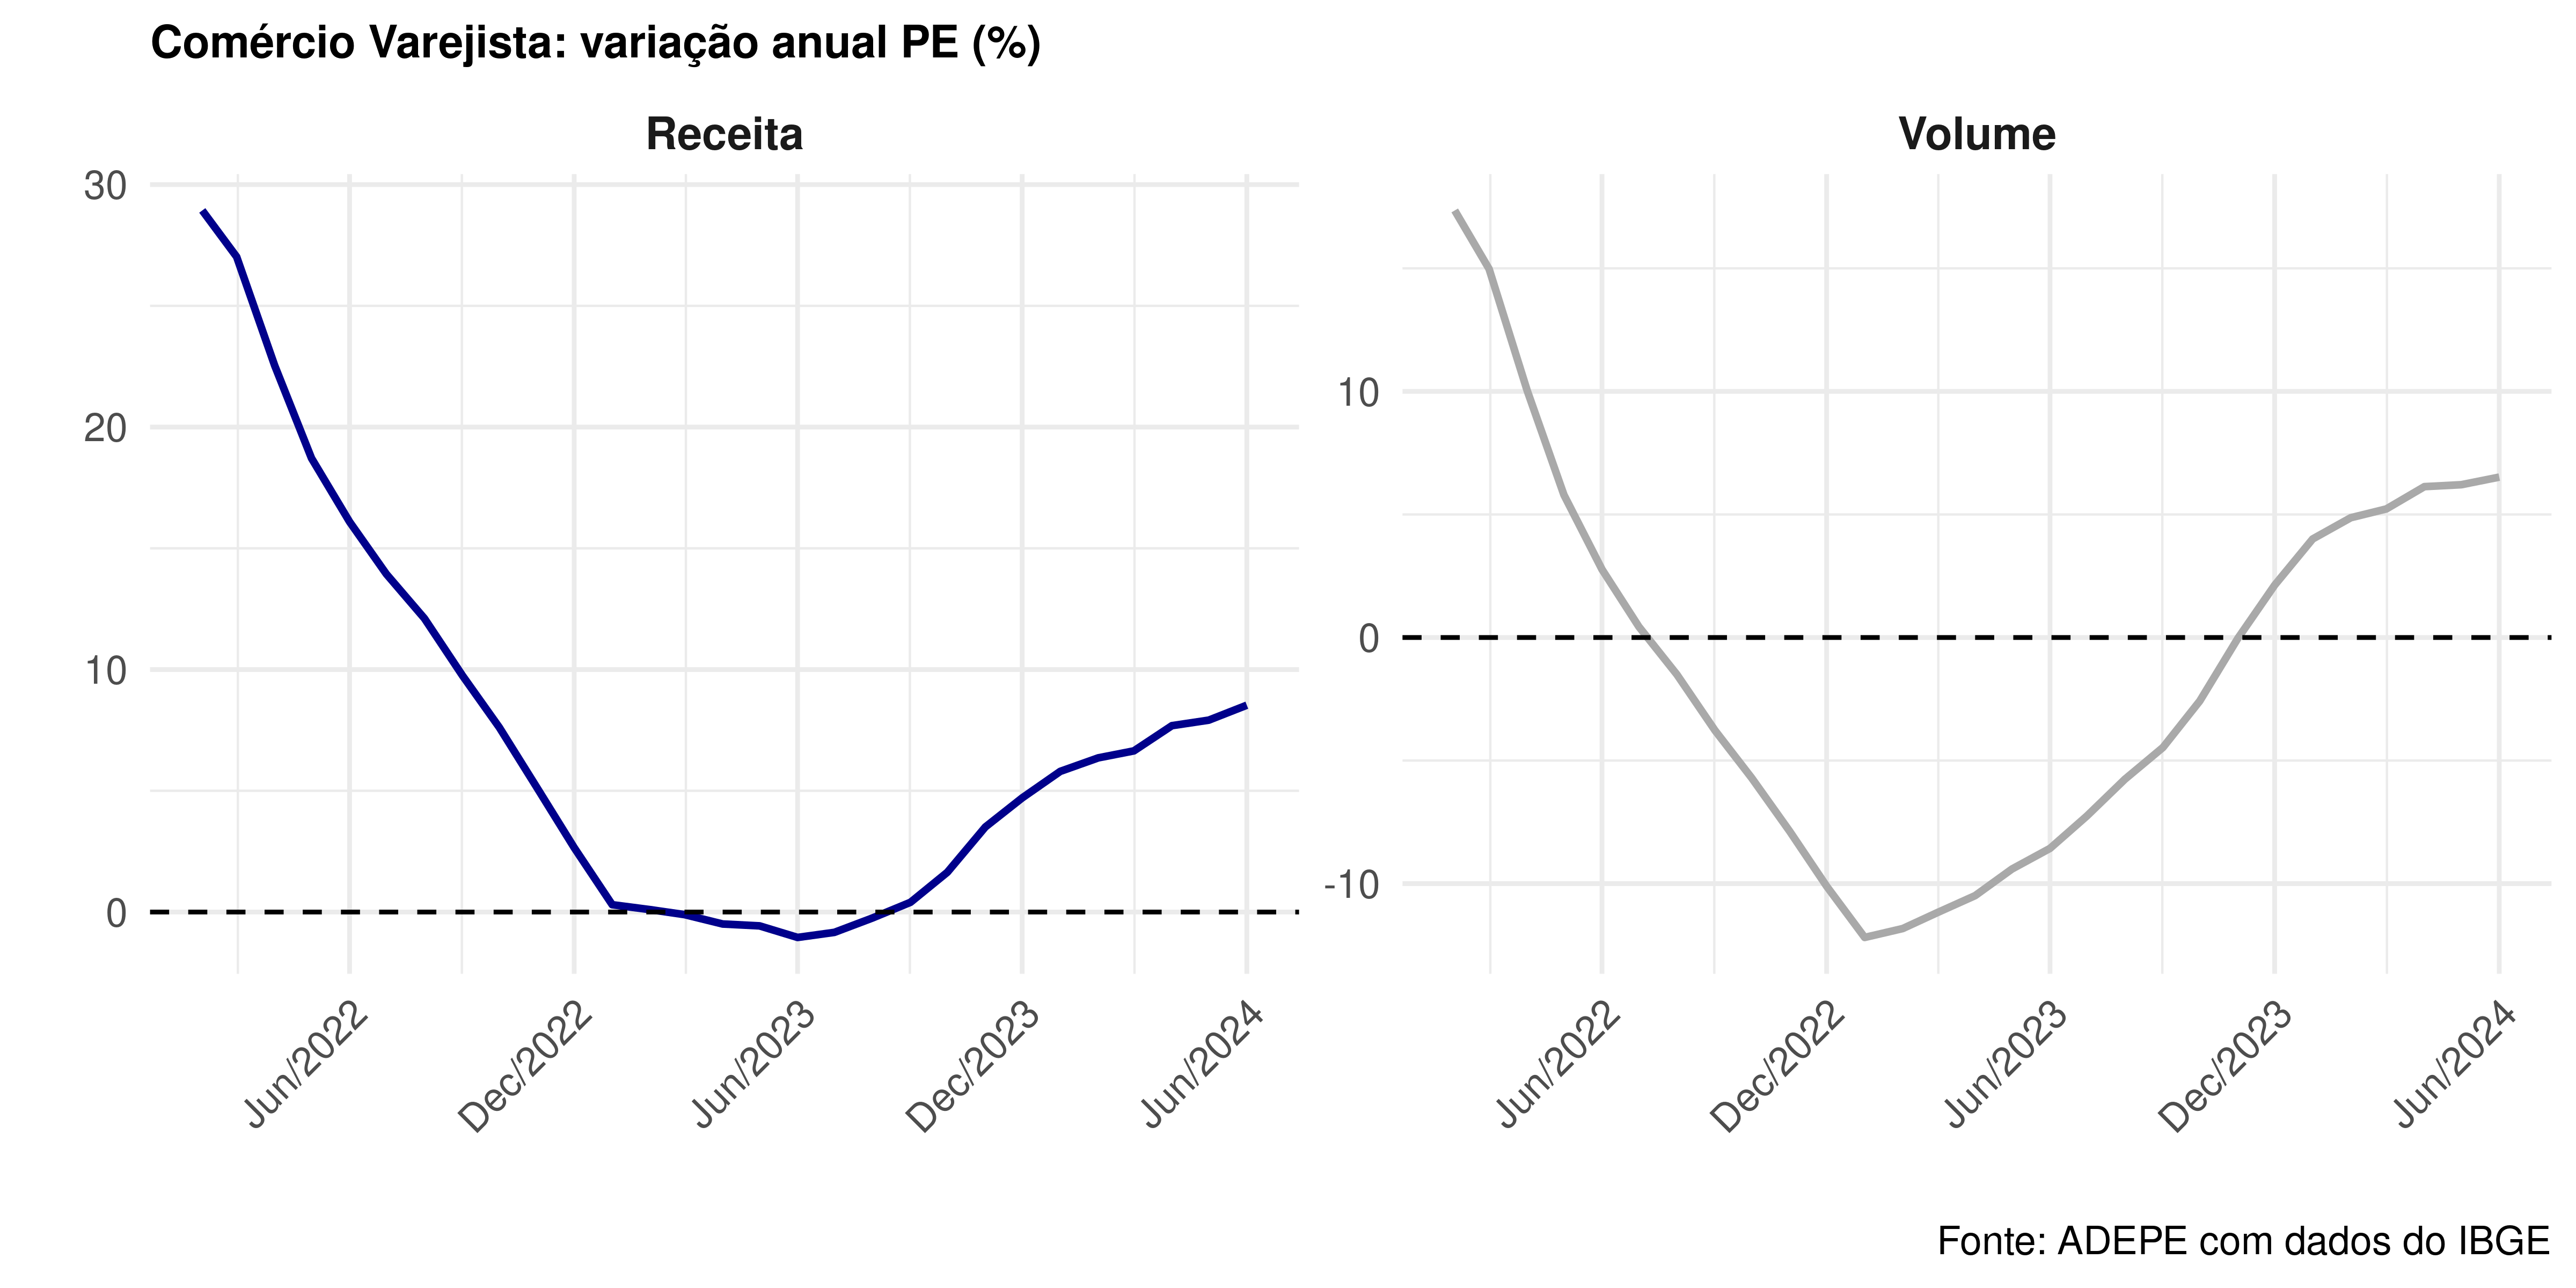 Comércio Varejista: variação anual PE (%)
Receita
30
20
10
0
Jun/2022
Dec/2022
Jun/2023
Dec/2023
Jun/2024
Volume
10
0
-10
Jun/2022
Dec/2022
Jun/2023
Dec/2023
Jun/2024
Fonte: ADEPE com dados do IBGE